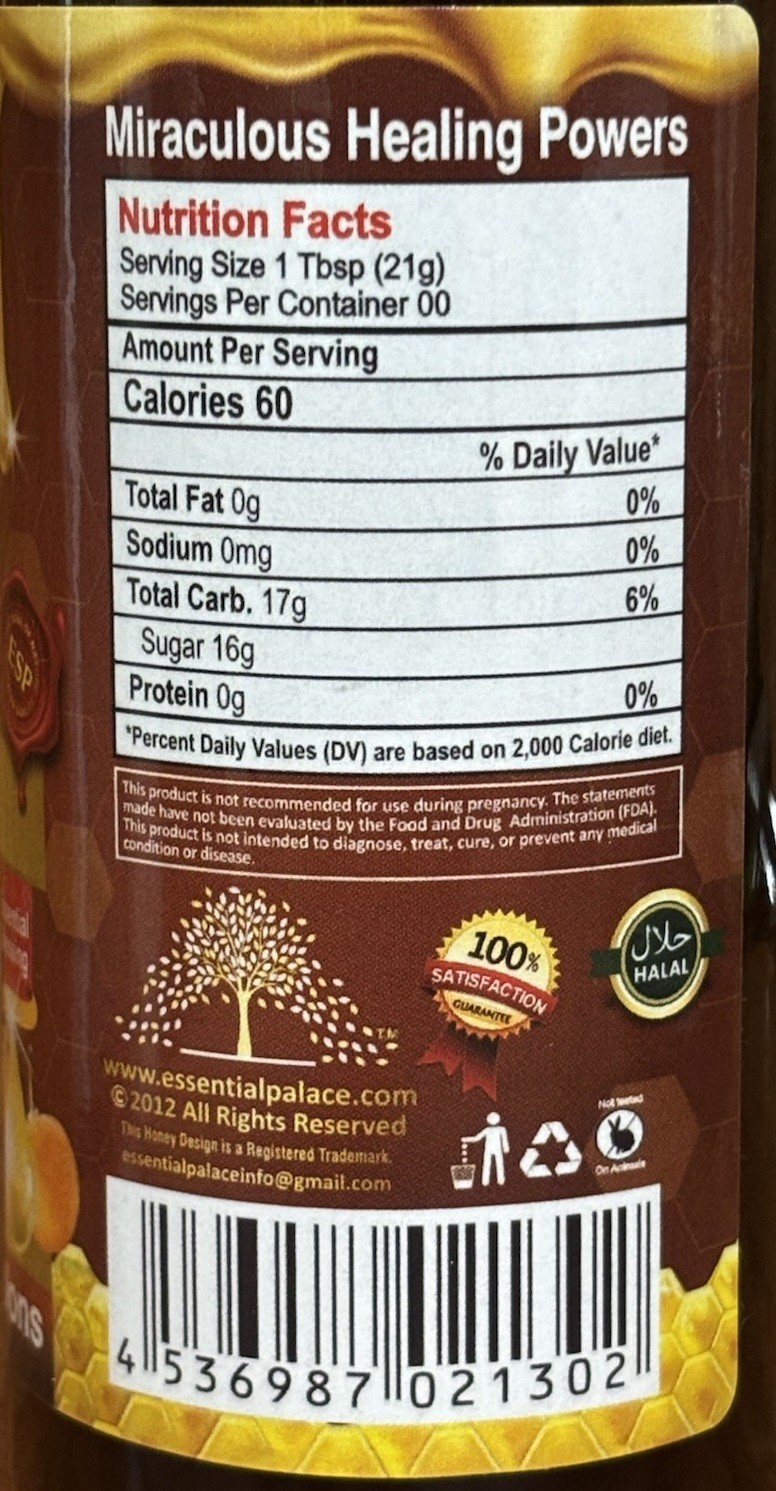 Miraculous Healing Powers
Nutrition Facts
Serving Size 1 Tbsp (21g)
Servings Per Container 00
Amount Per Serving
Calories 60
% Daily Value*
Total Fat 0g 0%
Sodium 0mg 0%
Total Carb. 17g 6%
Sugar 16g
Protein 0g 0%
*Percent Daily Values (DV) are based on 2,000 Calorie diet.
This product is not recommended for use during pregnancy. The statements
made have not been evaluated by the Food and Drug Administration (FDA).
This product is not intended to diagnose, treat, cure, or prevent any medical
condition or disease.
ESP
100%
SATISFACTION
GUARANTEE
حلال
HALAL
TM
www.essentialpalace.com
©2012 All Rights Reserved
This Honey Design is a Registered Trademark.
essentialpalaceinfo@gmail.com
Not tested
On Animals
ons
4 536987 021302